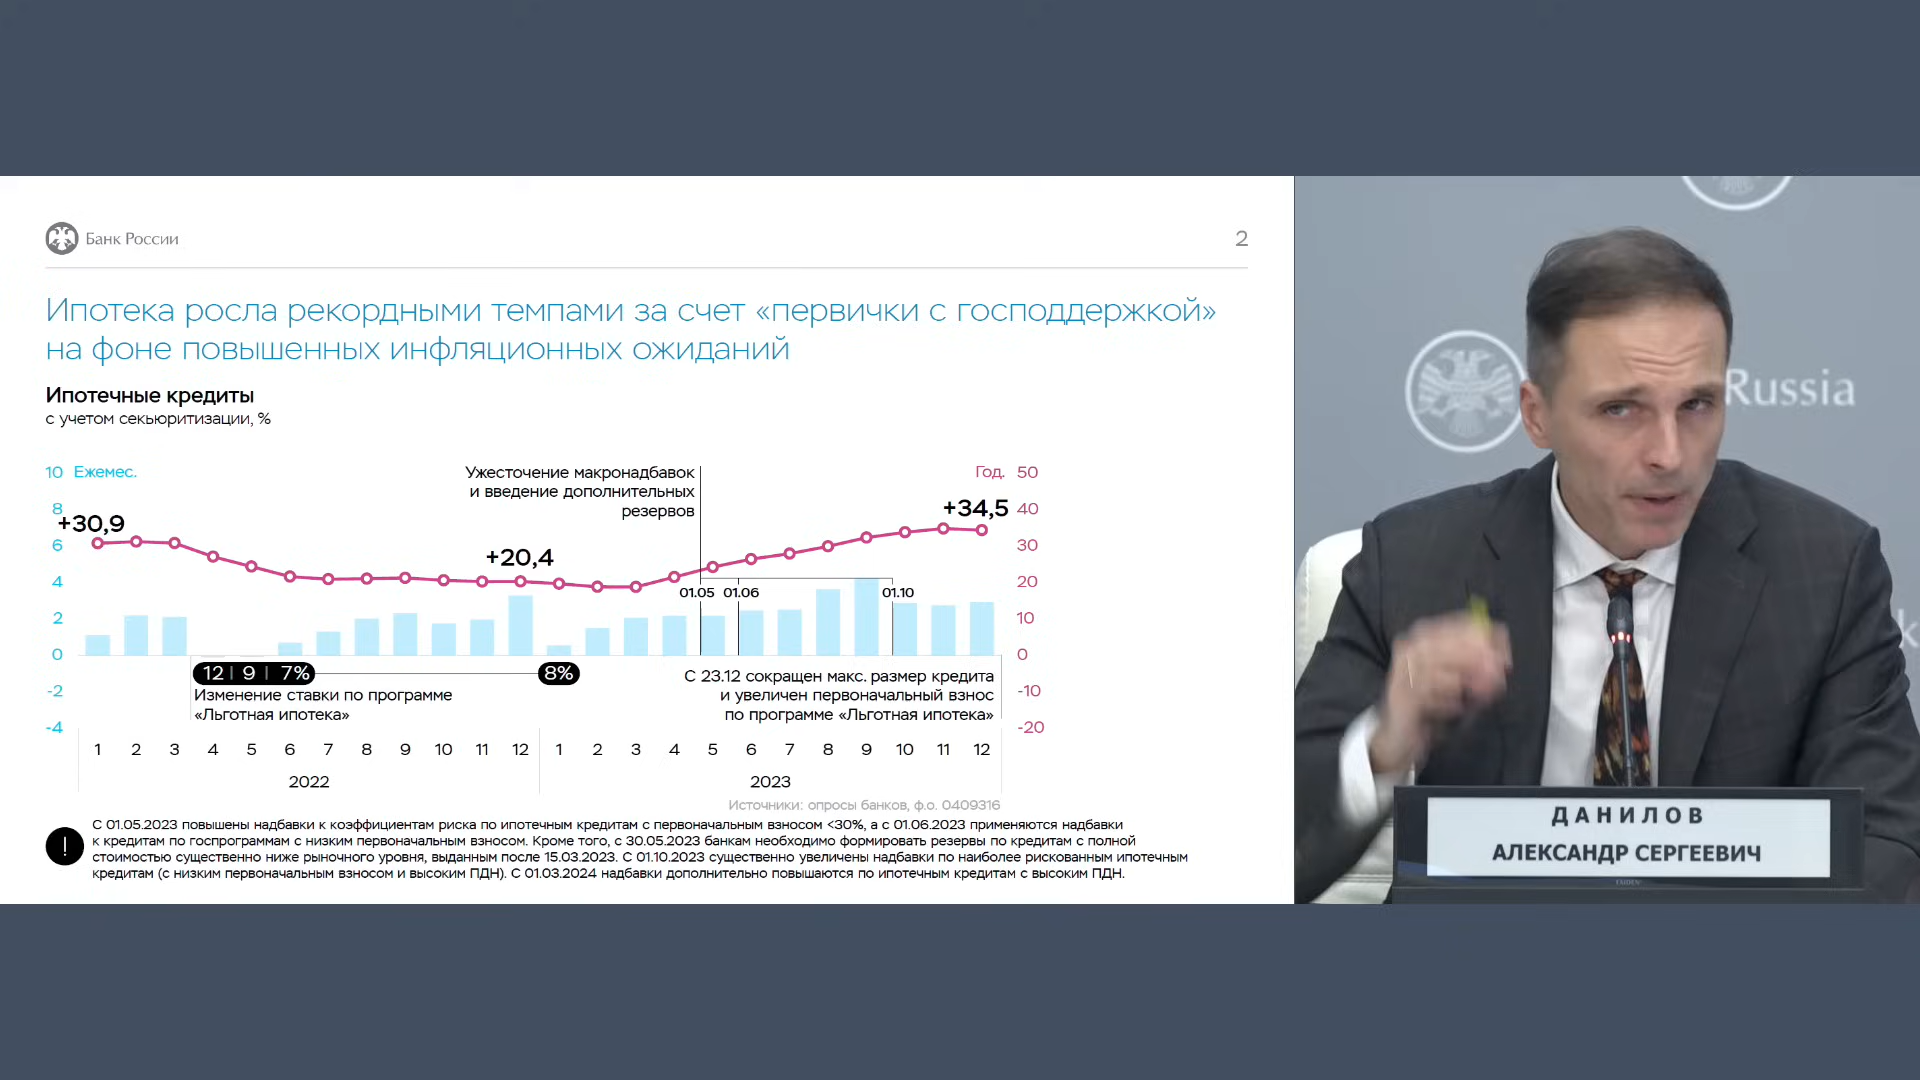 Банк России
2
Ипотека росла рекордными темпами за счет «первички с господдержкой»
на фоне повышенных инфляционных ожиданий
Ипотечные кредиты
с учетом секьюритизации, %
10 Ежемес.
8
6
4
2
0
-2
-4
Год. 50
40
30
20
10
0
-10
-20
+30,9
+20,4
+34,5
Ужесточение макронадбавок
и введение дополнительных
резервов
01.05 01.06 01.10
12 | 9 | 7%
8%
Изменение ставки по программе
«Льготная ипотека»
С 23.12 сокращен макс. размер кредита
и увеличен первоначальный взнос
по программе «Льготная ипотека»
1 2 3 4 5 6 7 8 9 10 11 12 1 2 3 4 5 6 7 8 9 10 11 12
2022 2023
Источники: опросы банков, ф.о. 0409316
!
С 01.05.2023 повышены надбавки к коэффициентам риска по ипотечным кредитам с первоначальным взносом <30%, а с 01.06.2023 применяются надбавки
к кредитам по госпрограммам с низким первоначальным взносом. Кроме того, с 30.05.2023 банкам необходимо формировать резервы по кредитам с полной
стоимостью существенно ниже рыночного уровня, выданным после 15.03.2023. С 01.10.2023 существенно увеличены надбавки по наиболее рискованным ипотечным
кредитам (с низким первоначальным взносом и высоким ПДН). С 01.03.2024 надбавки дополнительно повышаются по ипотечным кредитам с высоким ПДН.
Russia
ДАНИЛОВ
АЛЕКСАНДР СЕРГЕЕВИЧ